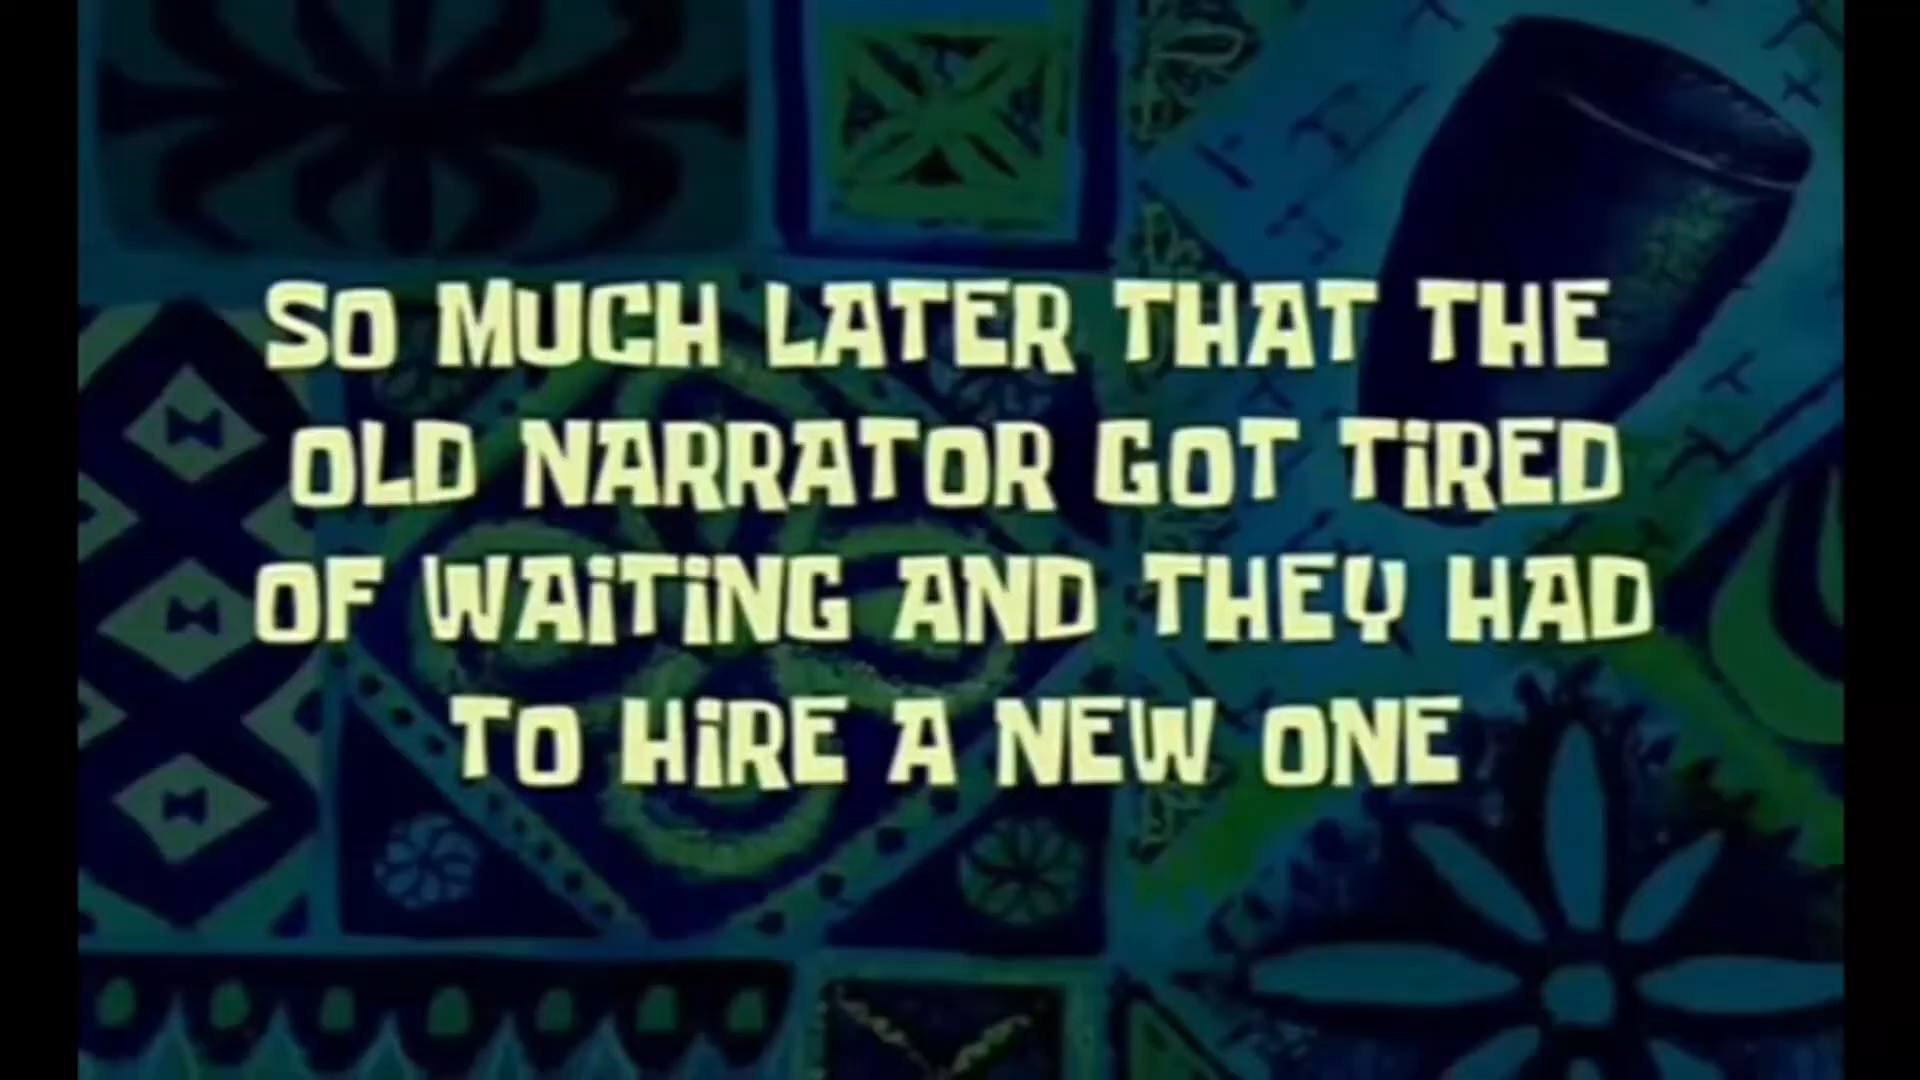 SO MUCH LATER THAT THE
OLD NARRATOR GOT TiRED
OF WAiTiNG AND THEY HAD
TO HiRE A NEW ONE